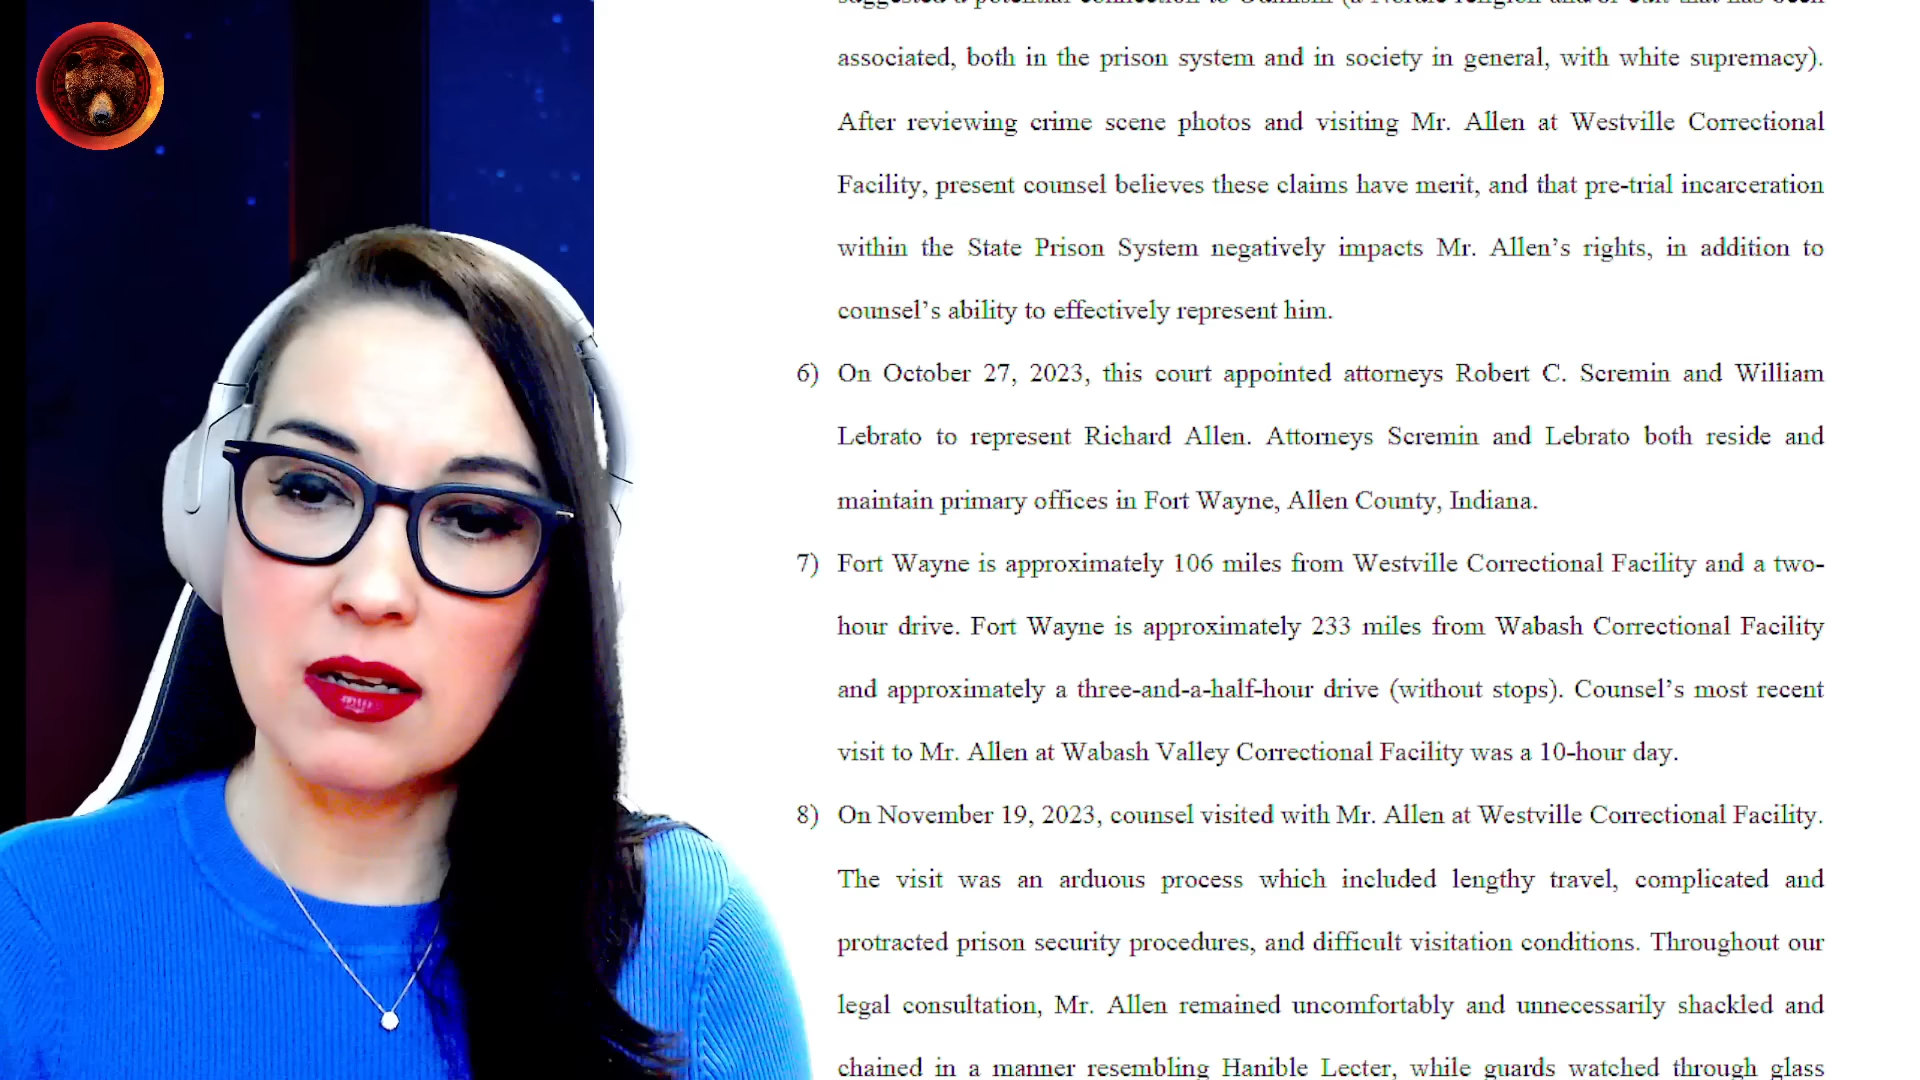 associated, both in the prison system and in society in general, with white supremacy).
After reviewing crime scene photos and visiting Mr. Allen at Westville Correctional
Facility, present counsel believes these claims have merit, and that pre-trial incarceration
within the State Prison System negatively impacts Mr. Allen’s rights, in addition to
counsel’s ability to effectively represent him.
6) On October 27, 2023, this court appointed attorneys Robert C. Scremin and William
Lebrato to represent Richard Allen. Attorneys Scremin and Lebrato both reside and
maintain primary offices in Fort Wayne, Allen County, Indiana.
7) Fort Wayne is approximately 106 miles from Westville Correctional Facility and a two-
hour drive. Fort Wayne is approximately 233 miles from Wabash Correctional Facility
and approximately a three-and-a-half-hour drive (without stops). Counsel’s most recent
visit to Mr. Allen at Wabash Valley Correctional Facility was a 10-hour day.
8) On November 19, 2023, counsel visited with Mr. Allen at Westville Correctional Facility.
The visit was an arduous process which included lengthy travel, complicated and
protracted prison security procedures, and difficult visitation conditions. Throughout our
legal consultation, Mr. Allen remained uncomfortably and unnecessarily shackled and
chained in a manner resembling Hanible Lecter, while guards watched through glass